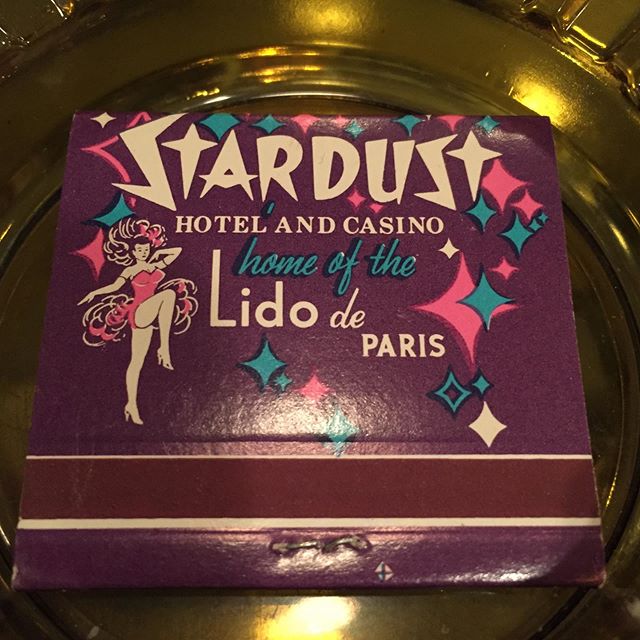 STARDUST
HOTEL AND CASINO
home of the
Lido de
PARIS